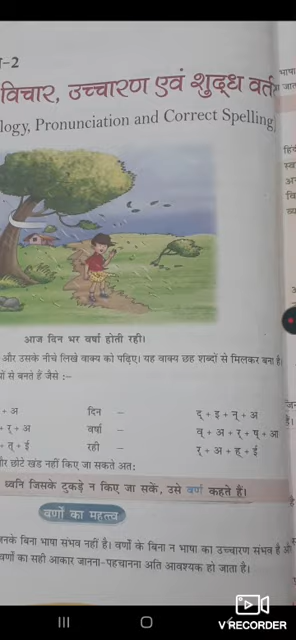 -2
विचार, उच्चारण एवं शुद्ध वर्त
logy, Pronunciation and Correct Spelling
आज दिन भर वर्षा होती रही।
और उसके नीचे लिखे वाक्य को पढ़िए। यह वाक्य छह शब्दों से मिलकर बना है।
से बनते हैं जैसे :–
+ अ दिन – द् + इ + न् + अ
+ र् + अ वर्षा – व् + अ + र् + ष् + आ
+ त् + ई रही – र् + अ + ह् + ई
और छोटे खंड नहीं किए जा सकते अतः
ध्वनि जिसके टुकड़े न किए जा सकें, उसे वर्ण कहते हैं।
वर्णों का महत्त्व
के बिना भाषा संभव नहीं है। वर्णों के बिना न भाषा का उच्चारण संभव है औ
वर्णों का सही आकार जानना-पहचानना अति आवश्यक हो जाता है।
भाषा
हिंदी
V RECORDER